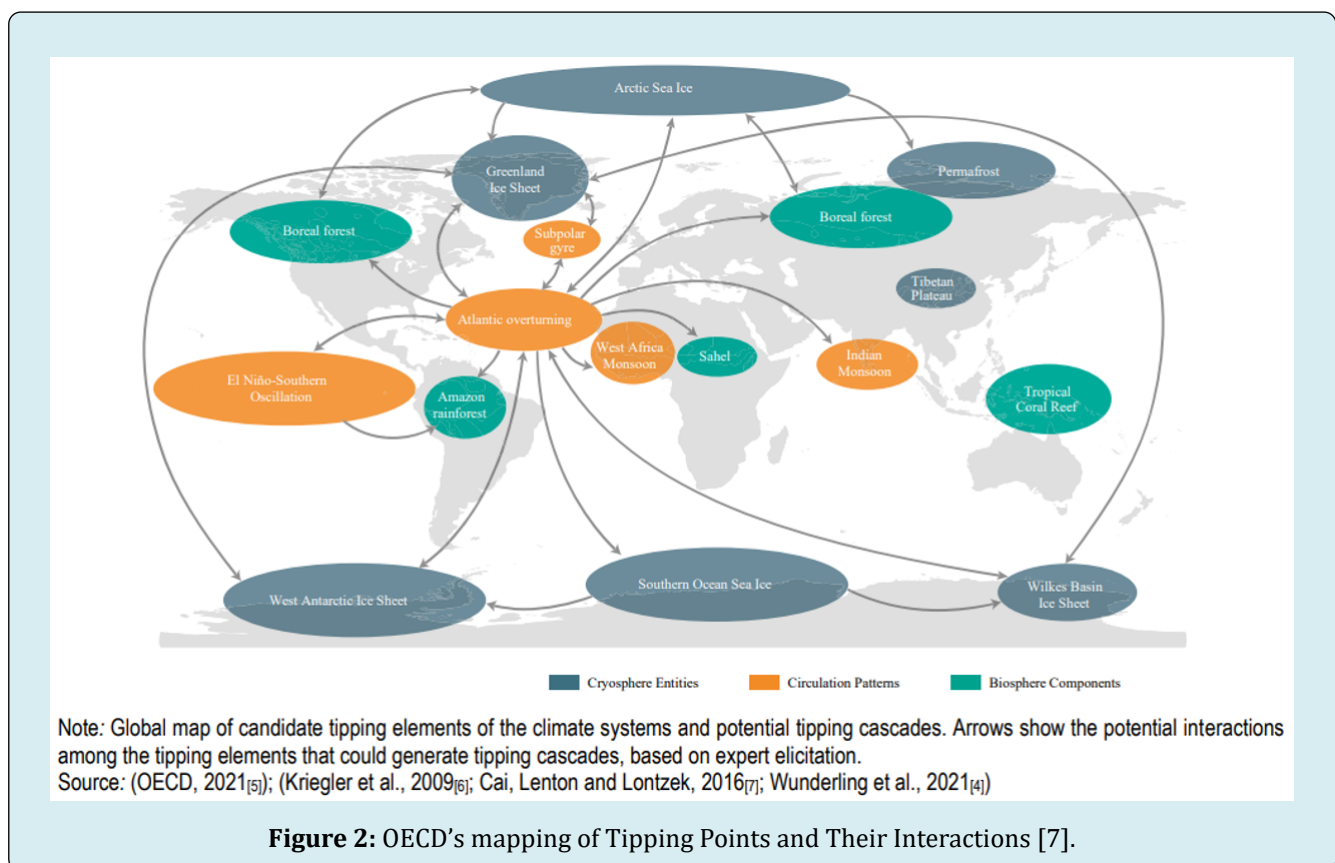 Arctic Sea Ice
Greenland
Ice Sheet
Permafrost
Boreal forest
Subpolar
gyre
Boreal forest
Tibetan
Plateau
Atlantic overturning
West Africa
Monsoon
Sahel
Indian
Monsoon
El Niño-Southern
Oscillation
Amazon
rainforest
Tropical
Coral Reef
West Antarctic Ice Sheet
Southern Ocean Sea Ice
Wilkes Basin
Ice Sheet
Cryosphere Entities
Circulation Patterns
Biosphere Components
Note: Global map of candidate tipping elements of the climate systems and potential tipping cascades. Arrows show the potential interactions
among the tipping elements that could generate tipping cascades, based on expert elicitation.
Source: (OECD, 2021[5]); (Kriegler et al., 2009[6]; Cai, Lenton and Lontzek, 2016[7]; Wunderling et al., 2021[4])
Figure 2: OECD's mapping of Tipping Points and Their Interactions [7].